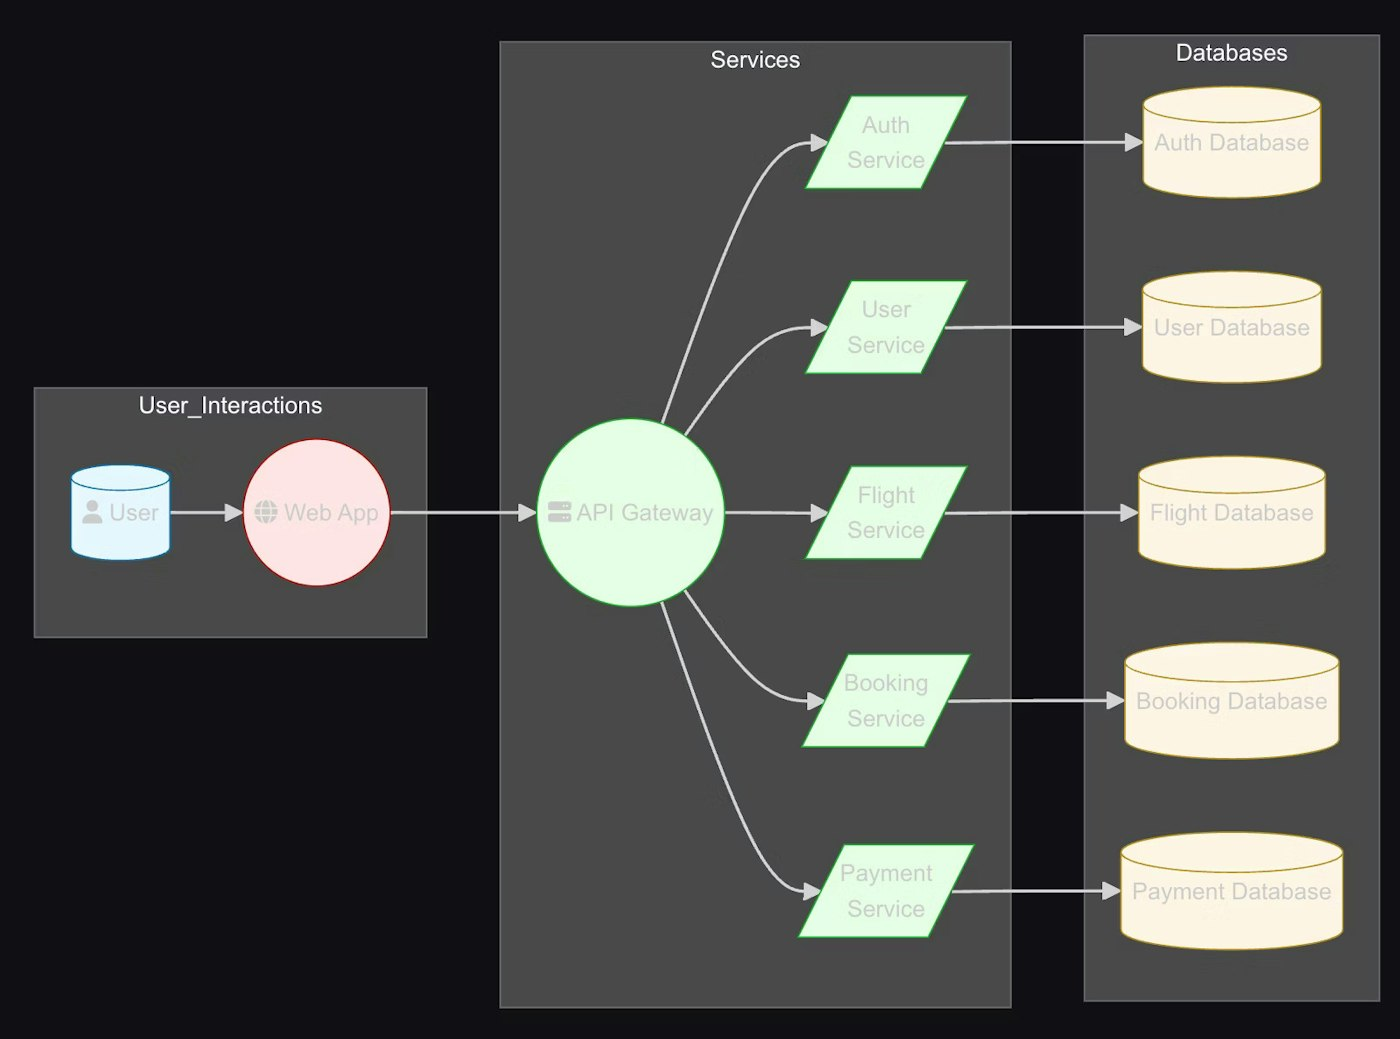 User_Interactions
User
Web App
Services
API Gateway
Auth
Service
User
Service
Flight
Service
Booking
Service
Payment
Service
Databases
Auth Database
User Database
Flight Database
Booking Database
Payment Database